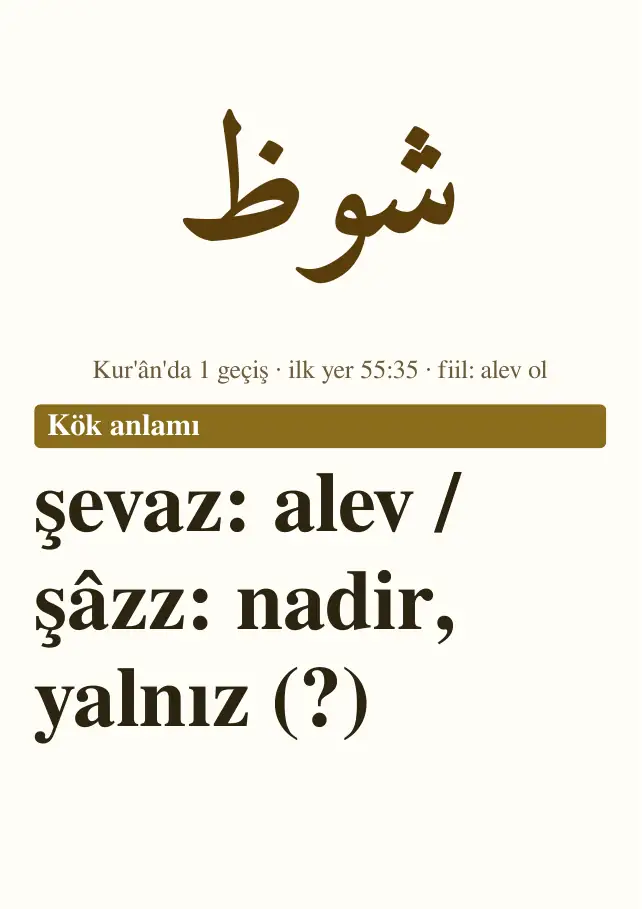 شوظ
Kur'ân'da 1 geçiş · ilk yer 55:35 · fiil: alev ol
Kök anlamı
şevaz: alev /
şâzz: nadir,
yalnız (?)